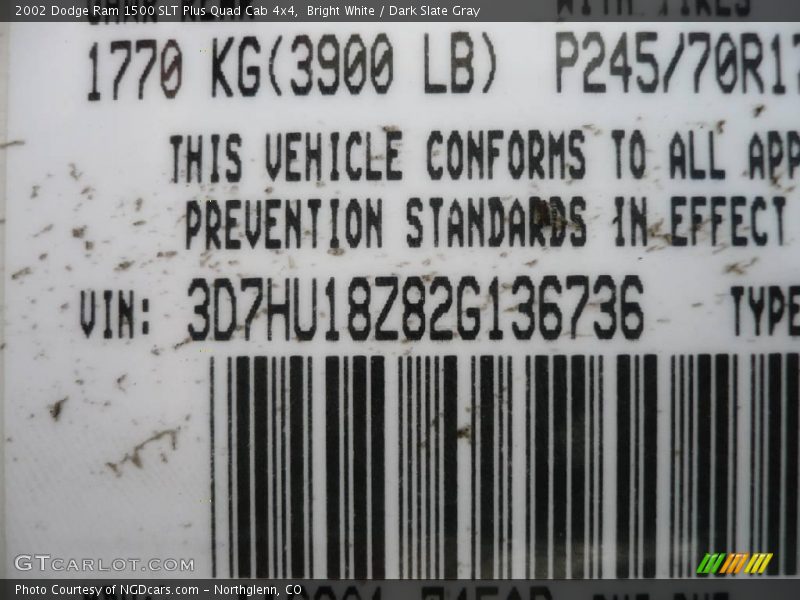 2002 Dodge Ram 1500 SLT Plus Quad Cab 4x4,  Bright White / Dark Slate Gray
1770 KG(3900 LB) P245/70R17
THIS VEHICLE CONFORMS TO ALL APP
PREVENTION STANDARDS IN EFFECT
VIN: 3D7HU18Z82G136736 TYPE
GTCARLOT.COM
Photo Courtesy of NGDcars.com – Northglenn, CO